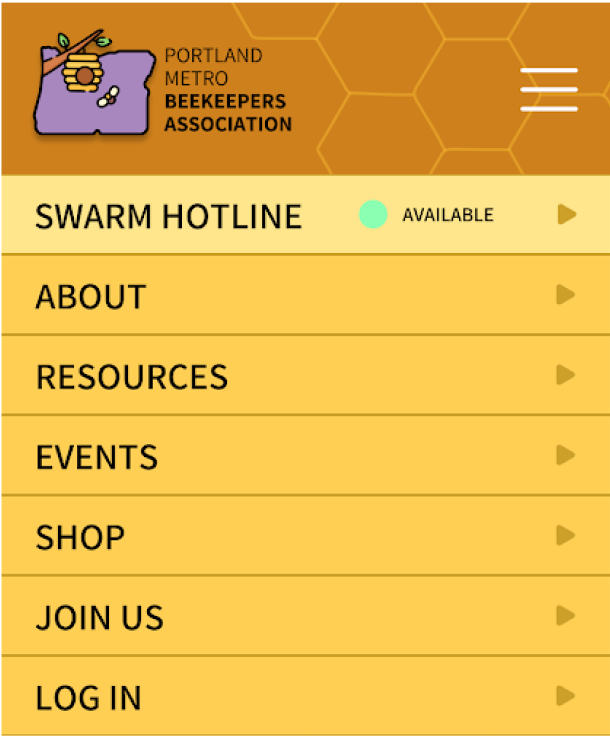 PORTLAND
METRO
BEEKEEPERS
ASSOCIATION
SWARM HOTLINE AVAILABLE
ABOUT
RESOURCES
EVENTS
SHOP
JOIN US
LOG IN